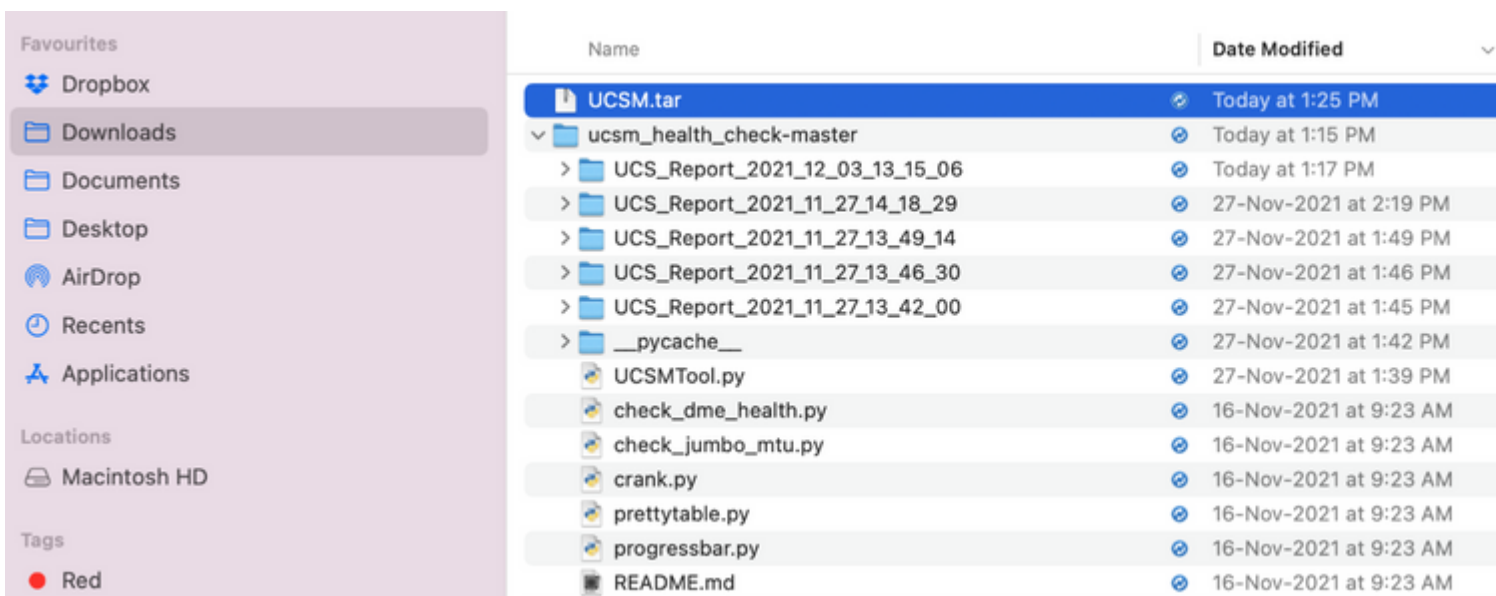 Favourites
Dropbox
Downloads
Documents
Desktop
AirDrop
Recents
Applications
Locations
Macintosh HD
Tags
Red
Name Date Modified
UCSM.tar Today at 1:25 PM
ucsm_health_check-master Today at 1:15 PM
UCS_Report_2021_12_03_13_15_06 Today at 1:17 PM
UCS_Report_2021_11_27_14_18_29 27-Nov-2021 at 2:19 PM
UCS_Report_2021_11_27_13_49_14 27-Nov-2021 at 1:49 PM
UCS_Report_2021_11_27_13_46_30 27-Nov-2021 at 1:46 PM
UCS_Report_2021_11_27_13_42_00 27-Nov-2021 at 1:45 PM
__pycache__ 27-Nov-2021 at 1:42 PM
UCSMTool.py 27-Nov-2021 at 1:39 PM
check_dme_health.py 16-Nov-2021 at 9:23 AM
check_jumbo_mtu.py 16-Nov-2021 at 9:23 AM
crank.py 16-Nov-2021 at 9:23 AM
prettytable.py 16-Nov-2021 at 9:23 AM
progressbar.py 16-Nov-2021 at 9:23 AM
README.md 16-Nov-2021 at 9:23 AM